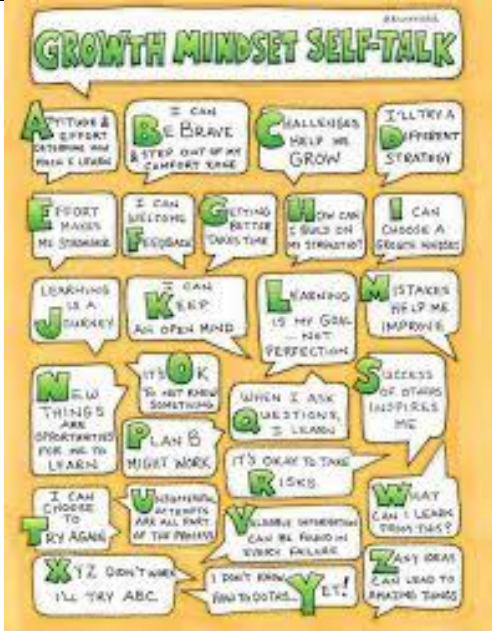 GROWTH MINDSET SELF-TALK
ATTITUDE &
EFFORT
DETERMINE HOW
MUCH I LEARN
I CAN
BE BRAVE
& STEP OUT OF MY
COMFORT ZONE
CHALLENGES
HELP ME
GROW
I'LL TRY A
DIFFERENT
STRATEGY
EFFORT
MAKES
ME STRONGER
I CAN
WELCOME
FEEDBACK
GETTING
BETTER
TAKES TIME
HOW CAN
I BUILD ON
MY STRENGTHS?
I CAN
CHOOSE A
GROWTH MINDSET
LEARNING
IS A
JOURNEY
I CAN
KEEP
AN OPEN MIND
LEARNING
IS MY GOAL
... NOT
PERFECTION
MISTAKES
HELP ME
IMPROVE
NEW
THINGS
ARE
OPPORTUNITIES
FOR ME TO
LEARN
IT'S OK
TO NOT KNOW
SOMETHING
PLAN B
MIGHT WORK
WHEN I ASK
QUESTIONS,
I LEARN
IT'S OKAY TO TAKE
RISKS
SUCCESS
OF OTHERS
INSPIRES
ME
I CAN
CHOOSE
TO
TRY AGAIN
UNSUCCESSFUL
ATTEMPTS
ARE ALL PART
OF THE PROCESS
VALUABLE INFORMATION
CAN BE FOUND IN
EVERY FAILURE
WHAT
CAN I LEARN
FROM THIS?
XYZ DIDN'T WORK
I'LL TRY ABC
I DON'T KNOW
HOW TO DO THIS...
YET!
ZANY IDEAS
CAN LEAD TO
AMAZING THINGS